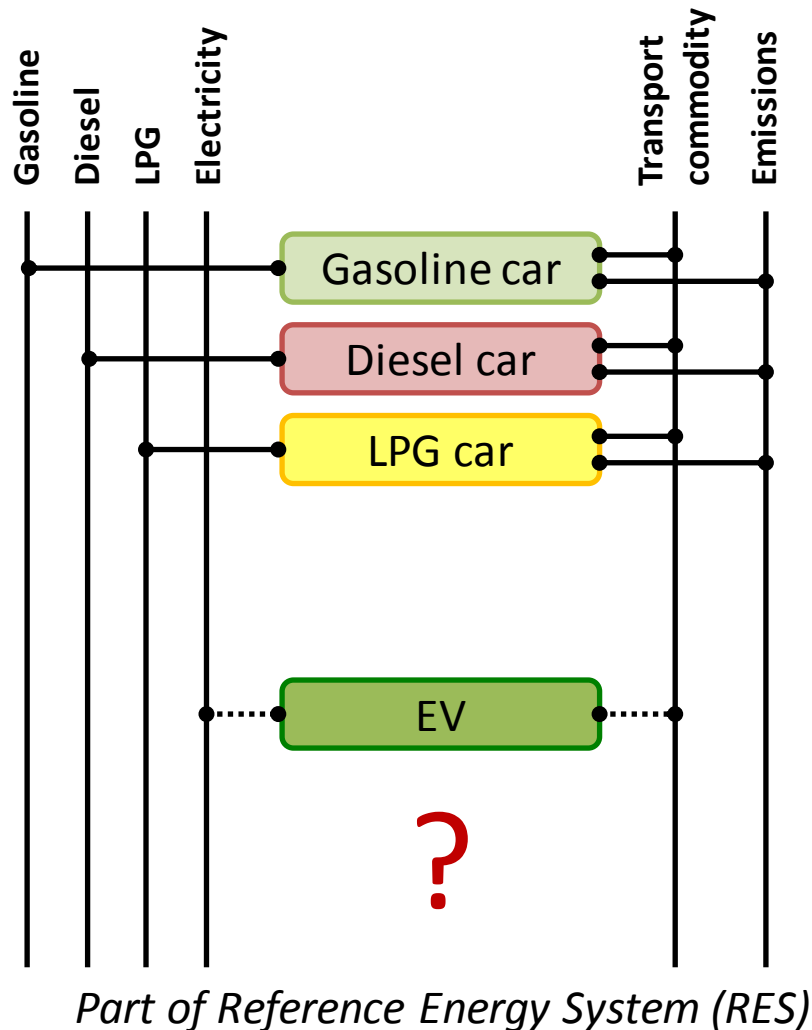 Gasoline
Diesel
LPG
Electricity
Transport
commodity
Emissions
Gasoline car
Diesel car
LPG car
EV
?
Part of Reference Energy System (RES)